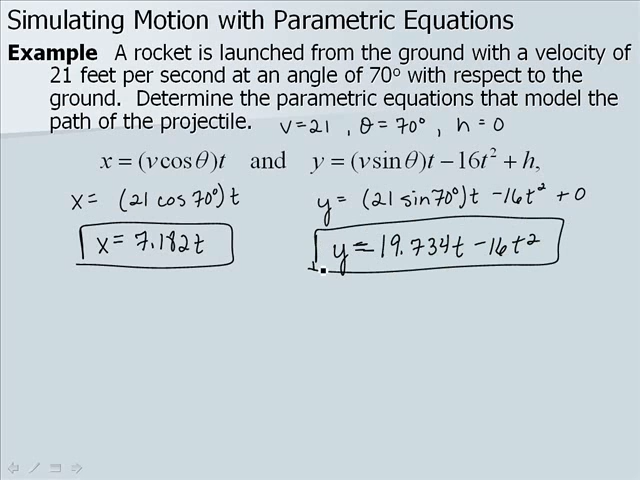 Simulating Motion with Parametric Equations
Example A rocket is launched from the ground with a velocity of
21 feet per second at an angle of 70º with respect to the
ground. Determine the parametric equations that model the
path of the projectile. v=21 , θ=70° , h=0
x = (v cos θ)t and y = (v sin θ)t − 16t² + h,
x= (21 cos 70°) t y= (21 sin 70°) t −16t² +0
x= 7.182t y= 19.734t −16t²